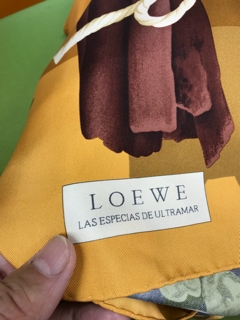 LOEWE
LAS ESPECIAS DE ULTRAMAR